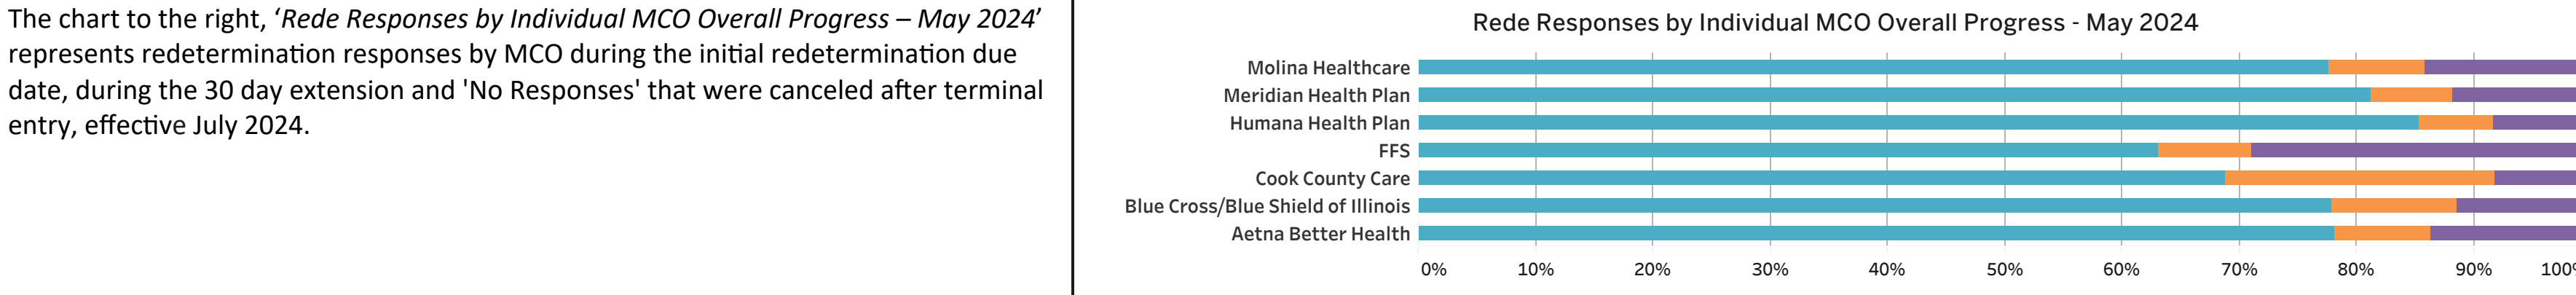 The chart to the right, ‘Rede Responses by Individual MCO Overall Progress – May 2024’
represents redetermination responses by MCO during the initial redetermination due
date, during the 30 day extension and 'No Responses' that were canceled after terminal
entry, effective July 2024.
Rede Responses by Individual MCO Overall Progress - May 2024
Molina Healthcare
Meridian Health Plan
Humana Health Plan
FFS
Cook County Care
Blue Cross/Blue Shield of Illinois
Aetna Better Health
0% 10% 20% 30% 40% 50% 60% 70% 80% 90% 100%